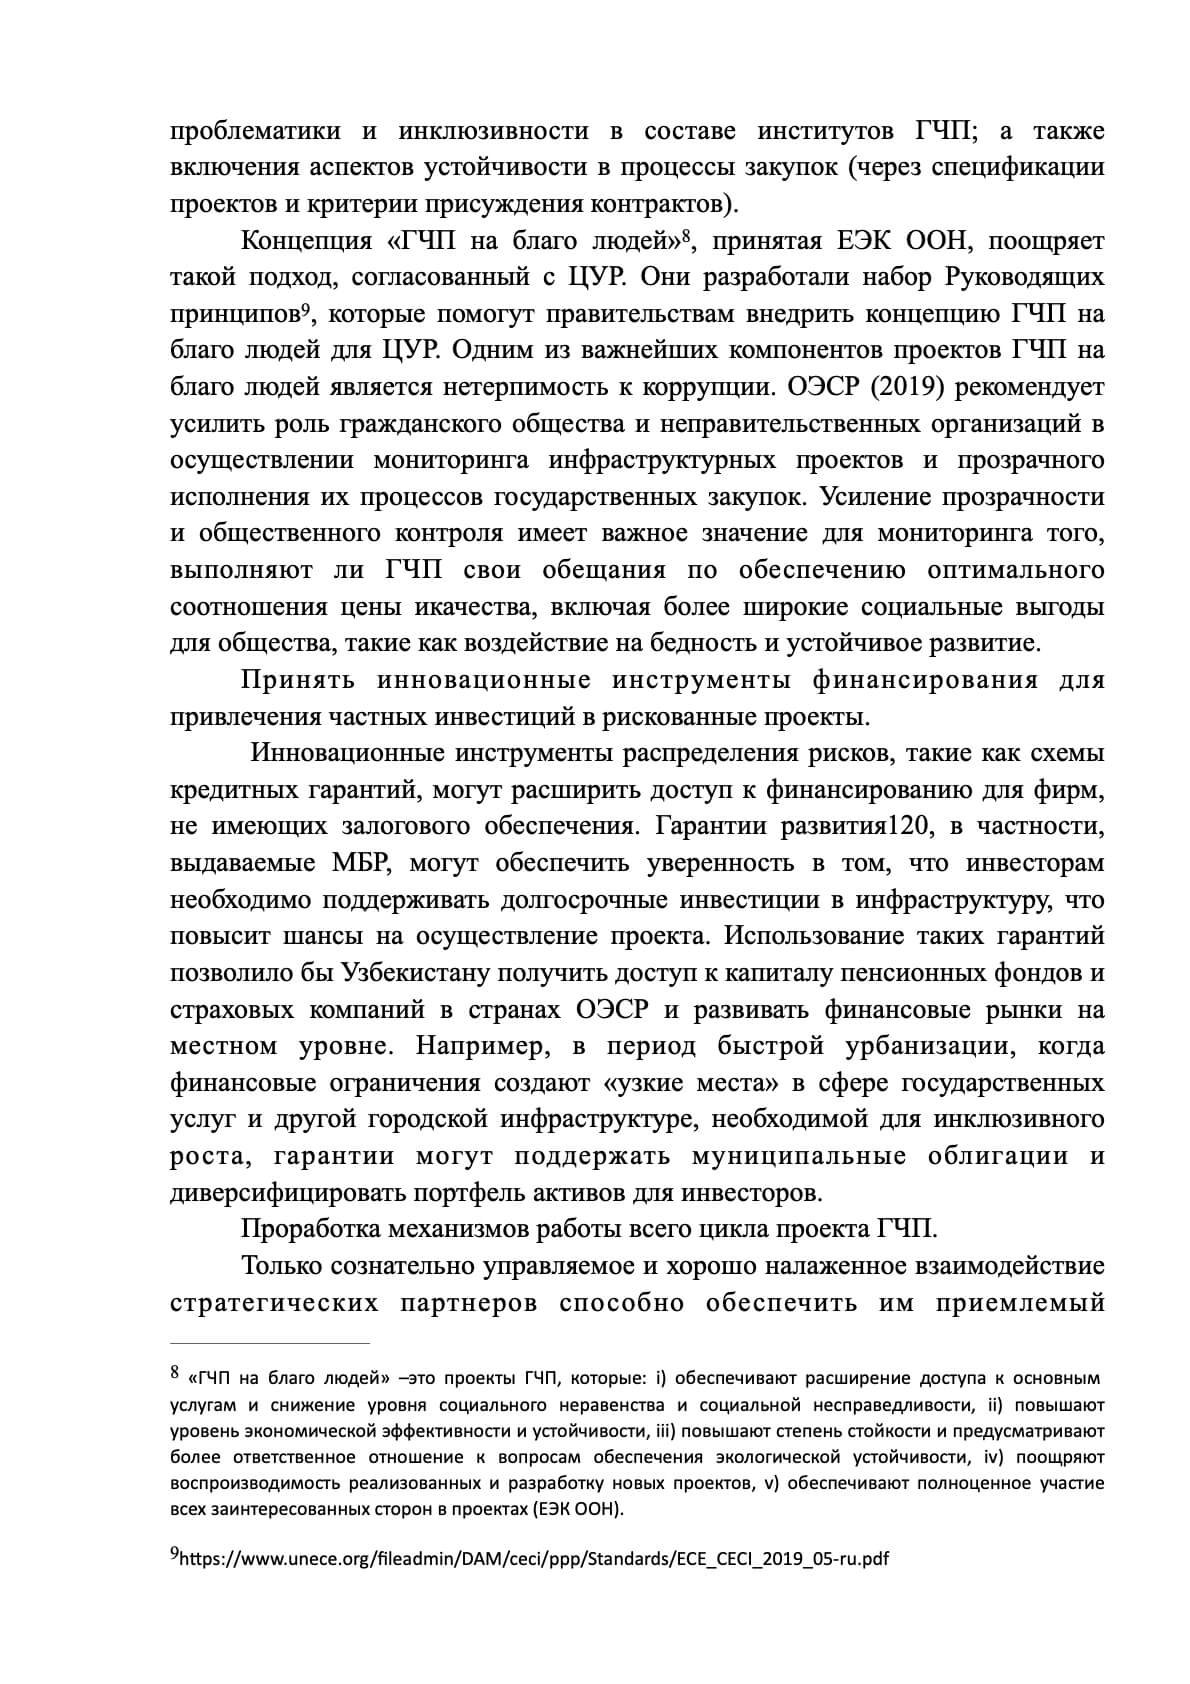 проблематики и инклюзивности в составе институтов ГЧП; а также
включения аспектов устойчивости в процессы закупок (через спецификации
проектов и критерии присуждения контрактов).
Концепция «ГЧП на благо людей»⁸, принятая ЕЭК ООН, поощряет
такой подход, согласованный с ЦУР. Они разработали набор Руководящих
принципов⁹, которые помогут правительствам внедрить концепцию ГЧП на
благо людей для ЦУР. Одним из важнейших компонентов проектов ГЧП на
благо людей является нетерпимость к коррупции. ОЭСР (2019) рекомендует
усилить роль гражданского общества и неправительственных организаций в
осуществлении мониторинга инфраструктурных проектов и прозрачного
исполнения их процессов государственных закупок. Усиление прозрачности
и общественного контроля имеет важное значение для мониторинга того,
выполняют ли ГЧП свои обещания по обеспечению оптимального
соотношения цены икачества, включая более широкие социальные выгоды
для общества, такие как воздействие на бедность и устойчивое развитие.
Принять инновационные инструменты финансирования для
привлечения частных инвестиций в рискованные проекты.
Инновационные инструменты распределения рисков, такие как схемы
кредитных гарантий, могут расширить доступ к финансированию для фирм,
не имеющих залогового обеспечения. Гарантии развития120, в частности,
выдаваемые МБР, могут обеспечить уверенность в том, что инвесторам
необходимо поддерживать долгосрочные инвестиции в инфраструктуру, что
повысит шансы на осуществление проекта. Использование таких гарантий
позволило бы Узбекистану получить доступ к капиталу пенсионных фондов и
страховых компаний в странах ОЭСР и развивать финансовые рынки на
местном уровне. Например, в период быстрой урбанизации, когда
финансовые ограничения создают «узкие места» в сфере государственных
услуг и другой городской инфраструктуре, необходимой для инклюзивного
роста, гарантии могут поддержать муниципальные облигации и
диверсифицировать портфель активов для инвесторов.
Проработка механизмов работы всего цикла проекта ГЧП.
Только сознательно управляемое и хорошо налаженное взаимодействие
стратегических партнеров способно обеспечить им приемлемый
⁸ «ГЧП на благо людей» –это проекты ГЧП, которые: i) обеспечивают расширение доступа к основным
услугам и снижение уровня социального неравенства и социальной несправедливости, ii) повышают
уровень экономической эффективности и устойчивости, iii) повышают степень стойкости и предусматривают
более ответственное отношение к вопросам обеспечения экологической устойчивости, iv) поощряют
воспроизводимость реализованных и разработку новых проектов, v) обеспечивают полноценное участие
всех заинтересованных сторон в проектах (ЕЭК ООН).
⁹https://www.unece.org/fileadmin/DAM/ceci/ppp/Standards/ECE_CECI_2019_05-ru.pdf